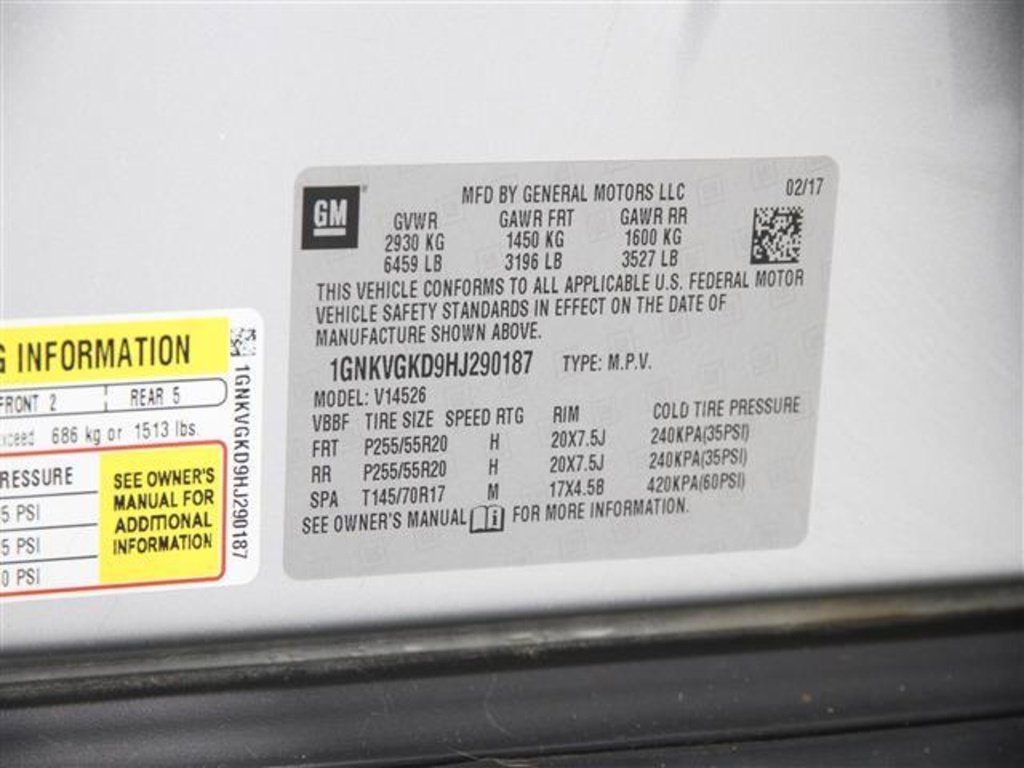 GM
MFD BY GENERAL MOTORS LLC 02/17
GVWR GAWR FRT GAWR RR
2930 KG 1450 KG 1600 KG
6459 LB 3196 LB 3527 LB
THIS VEHICLE CONFORMS TO ALL APPLICABLE U.S. FEDERAL MOTOR
VEHICLE SAFETY STANDARDS IN EFFECT ON THE DATE OF
MANUFACTURE SHOWN ABOVE.
1GNKVGKD9HJ290187 TYPE: M.P.V.
MODEL: V14526
VBBF TIRE SIZE SPEED RTG RIM COLD TIRE PRESSURE
FRT P255/55R20 H 20X7.5J 240KPA(35PSI)
RR P255/55R20 H 20X7.5J 240KPA(35PSI)
SPA T145/70R17 M 17X4.5B 420KPA(60PSI)
SEE OWNER'S MANUAL i FOR MORE INFORMATION.
G INFORMATION
FRONT 2 REAR 5
xceed 686 kg or 1513 lbs.
RESSURE
5 PSI
5 PSI
0 PSI
SEE OWNER'S
MANUAL FOR
ADDITIONAL
INFORMATION
1GNKVGKD9HJ290187